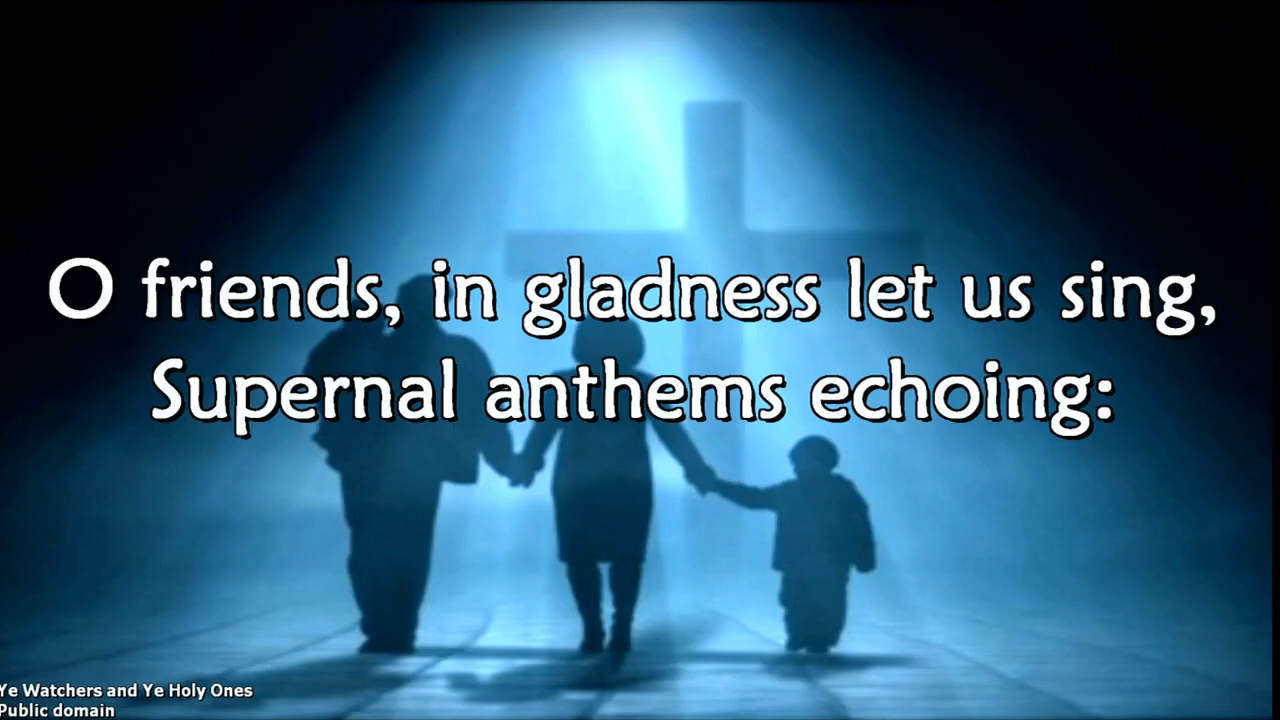 O friends, in gladness let us sing,
Supernal anthems echoing:
Ye Watchers and Ye Holy Ones
Public domain